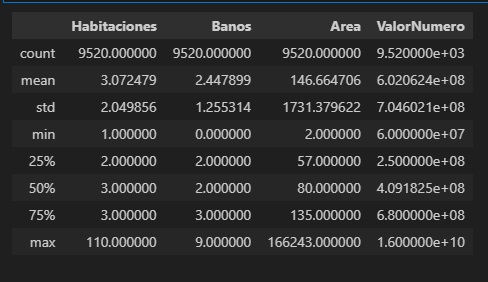 Habitaciones Banos Area ValorNumero
count 9520.000000 9520.000000 9520.000000 9.520000e+03
mean 3.072479 2.447899 146.664706 6.020624e+08
std 2.049856 1.255314 1731.379622 7.046021e+08
min 1.000000 0.000000 2.000000 6.000000e+07
25% 2.000000 2.000000 57.000000 2.500000e+08
50% 3.000000 2.000000 80.000000 4.091825e+08
75% 3.000000 3.000000 135.000000 6.800000e+08
max 110.000000 9.000000 166243.000000 1.600000e+10